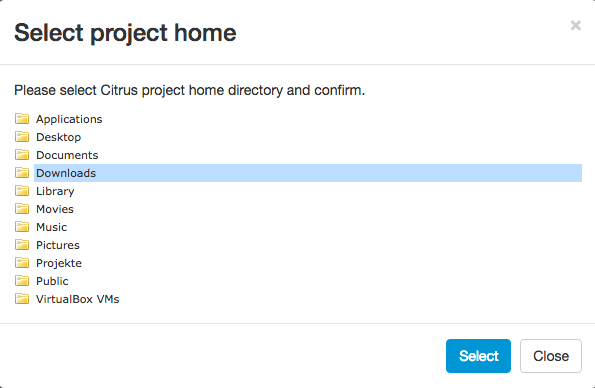 Select project home
×
Please select Citrus project home directory and confirm.
Applications
Desktop
Documents
Downloads
Library
Movies
Music
Pictures
Projekte
Public
VirtualBox VMs
Select Close